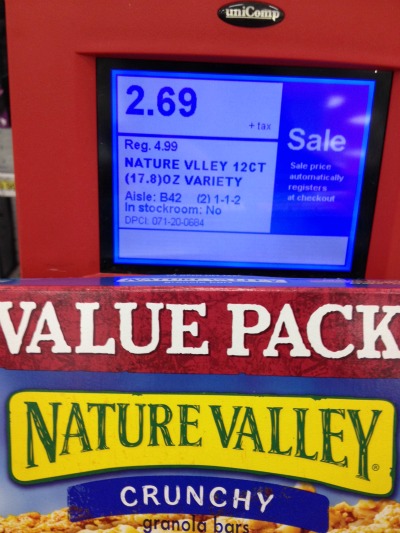 uniComp
2.69
+ tax
Reg. 4.99
NATURE VLLEY 12CT
(17.8)OZ VARIETY
Aisle: B42 (2) 1-1-2
In stockroom: No
DPCI: 071-20-0684
Sale
Sale price
automatically
registers
at checkout
VALUE PACK
NATURE VALLEY®
CRUNCHY
granola bars